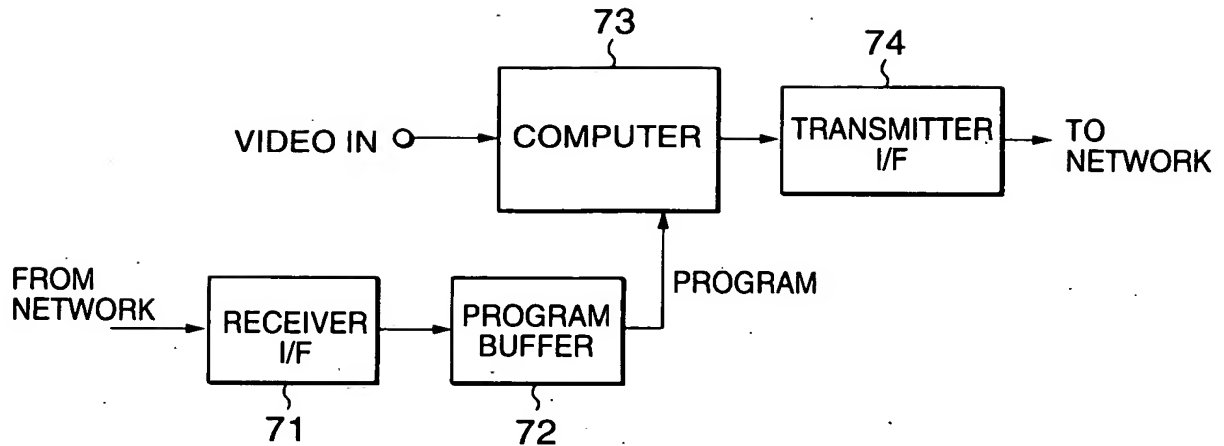 73
74
VIDEO IN
COMPUTER
TRANSMITTER
I/F
TO
NETWORK
FROM
NETWORK
RECEIVER
I/F
PROGRAM
BUFFER
PROGRAM
71
72